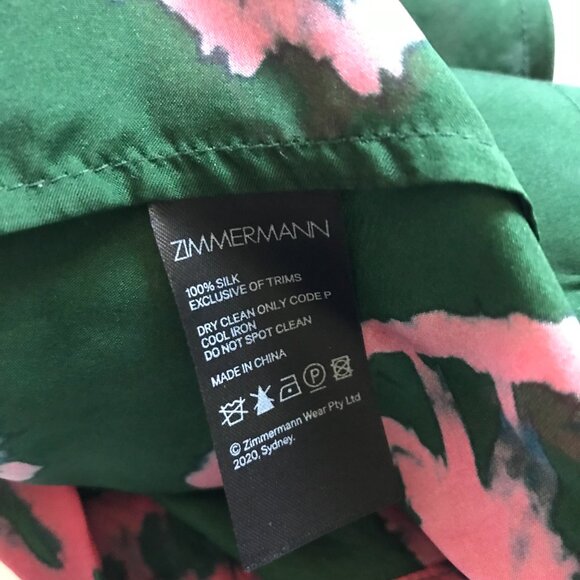 ZIMMERMANN
100% SILK
EXCLUSIVE OF TRIMS
DRY CLEAN ONLY CODE P
COOL IRON
DO NOT SPOT CLEAN
MADE IN CHINA
P
© Zimmermann Wear Pty Ltd
2020, Sydney.